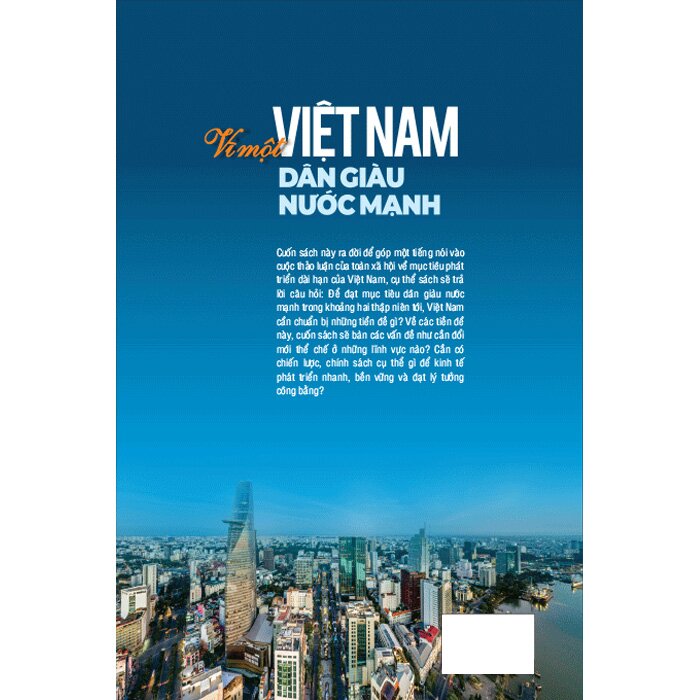 Vì một VIỆT NAM
DÂN GIÀU
NƯỚC MẠNH
Cuốn sách này ra đời để góp một tiếng nói vào
cuộc thảo luận của toàn xã hội về mục tiêu phát
triển dài hạn của Việt Nam, cụ thể sách sẽ trả
lời câu hỏi: Để đạt mục tiêu dân giàu nước
mạnh trong khoảng hai thập niên tới, Việt Nam
cần chuẩn bị những tiền đề gì? Về các tiền đề
này, cuốn sách sẽ bàn các vấn đề như cần đổi
mới thể chế ở những lĩnh vực nào? Cần có
chiến lược, chính sách cụ thể gì để kinh tế
phát triển nhanh, bền vững và đạt lý tưởng
công bằng?